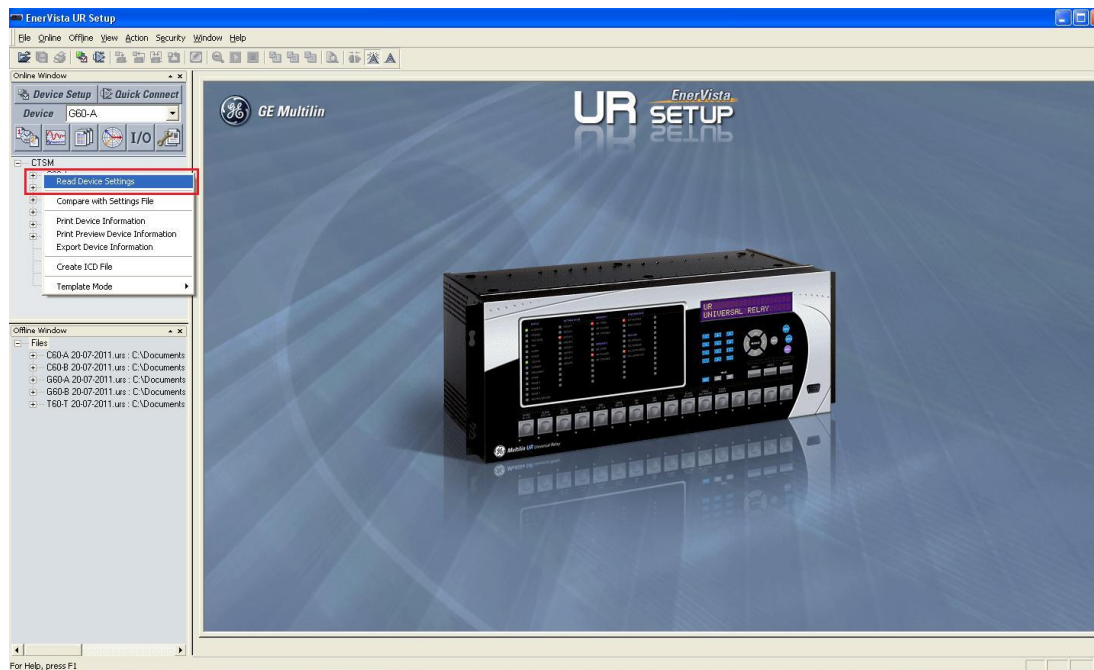 EnerVista UR Setup
File Online Offline View Action Security Window Help
Online Window
Device Setup Quick Connect
Device G60-A
I/O
CTSM
Read Device Settings
Compare with Settings File
Print Device Information
Print Preview Device Information
Export Device Information
Create ICD File
Template Mode
Offline Window
Files
C60-A 20-07-2011.urs : C:\Documents
C60-B 20-07-2011.urs : C:\Documents
G60-A 20-07-2011.urs : C:\Documents
G60-B 20-07-2011.urs : C:\Documents
T60-T 20-07-2011.urs : C:\Documents
GE Multilin
UR EnerVista
SETUP
UR
UNIVERSAL RELAY
Multilin UR Universal Relay
For Help, press F1